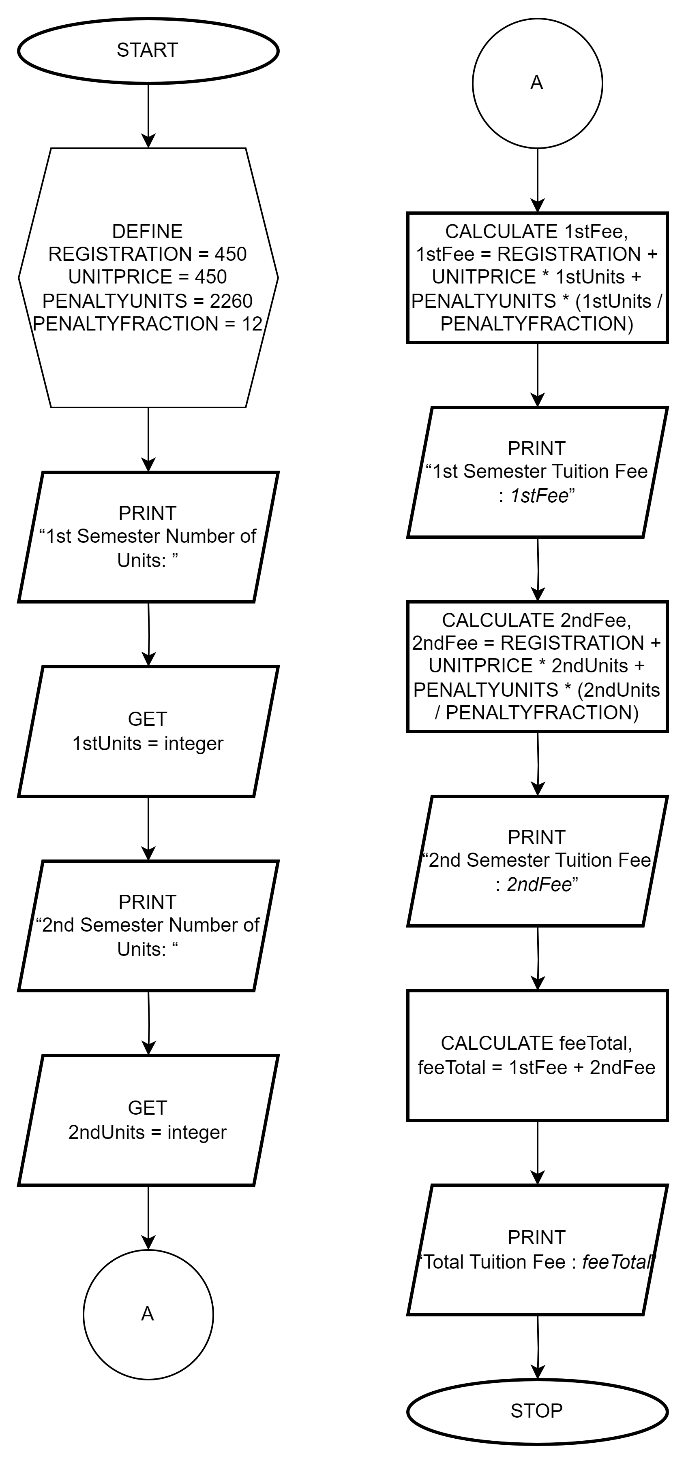 START
DEFINE
REGISTRATION = 450
UNITPRICE = 450
PENALTYUNITS = 2260
PENALTYFRACTION = 12
PRINT
“1st Semester Number of
Units: ”
GET
1stUnits = integer
PRINT
“2nd Semester Number of
Units: “
GET
2ndUnits = integer
A
A
CALCULATE 1stFee,
1stFee = REGISTRATION +
UNITPRICE * 1stUnits +
PENALTYUNITS * (1stUnits /
PENALTYFRACTION)
PRINT
“1st Semester Tuition Fee
: 1stFee”
CALCULATE 2ndFee,
2ndFee = REGISTRATION +
UNITPRICE * 2ndUnits +
PENALTYUNITS * (2ndUnits
/ PENALTYFRACTION)
PRINT
“2nd Semester Tuition Fee
: 2ndFee”
CALCULATE feeTotal,
feeTotal = 1stFee + 2ndFee
PRINT
“Total Tuition Fee : feeTotal”
STOP